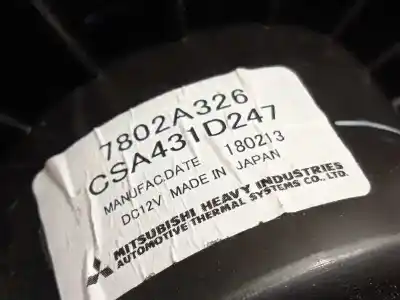 7802A326
CSA431D247
MANUFAC.DATE 180213
DC12V MADE IN JAPAN
MITSUBISHI HEAVY INDUSTRIES
AUTOMOTIVE THERMAL SYSTEMS CO., LTD.